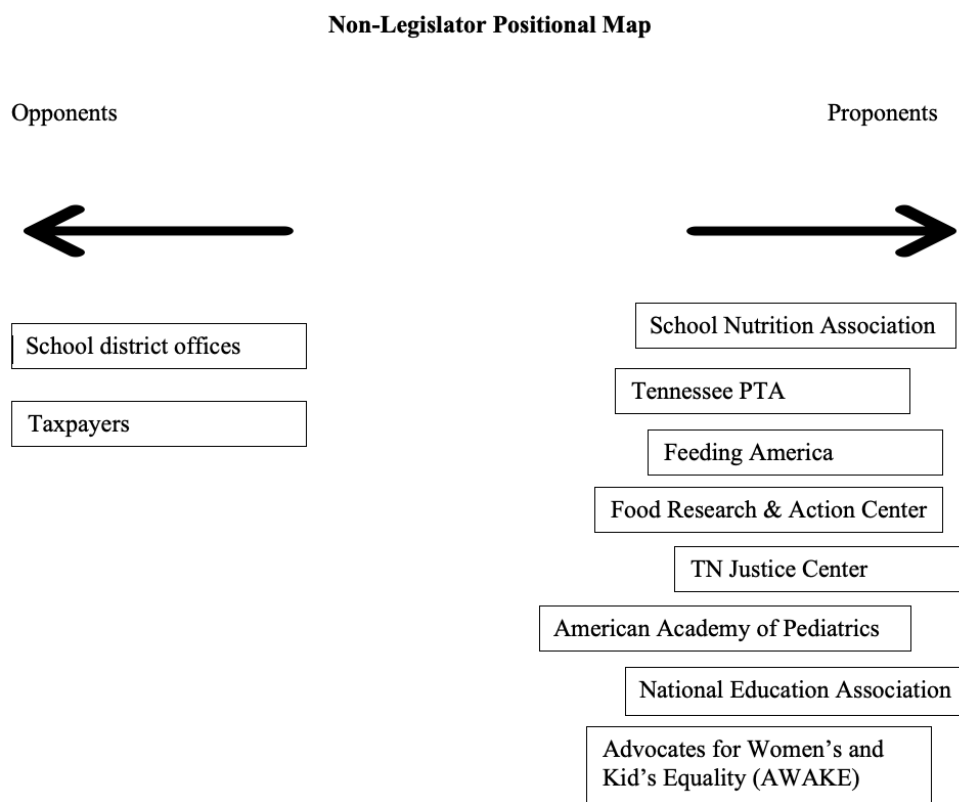 Non-Legislator Positional Map
Opponents
Proponents
School district offices
Taxpayers
School Nutrition Association
Tennessee PTA
Feeding America
Food Research & Action Center
TN Justice Center
American Academy of Pediatrics
National Education Association
Advocates for Women’s and
Kid’s Equality (AWAKE)